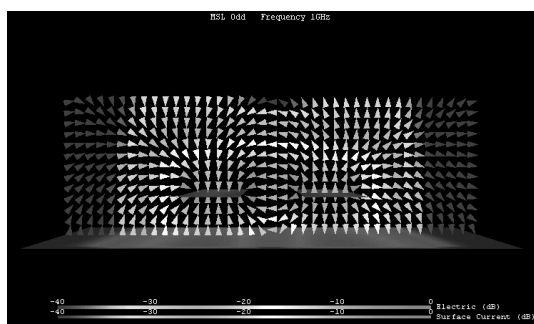 MSL Odd Frequency 1GHz
-40 -30 -20 -10 0
Electric (dB)
-40 -30 -20 -10 0
Surface Current (dB)